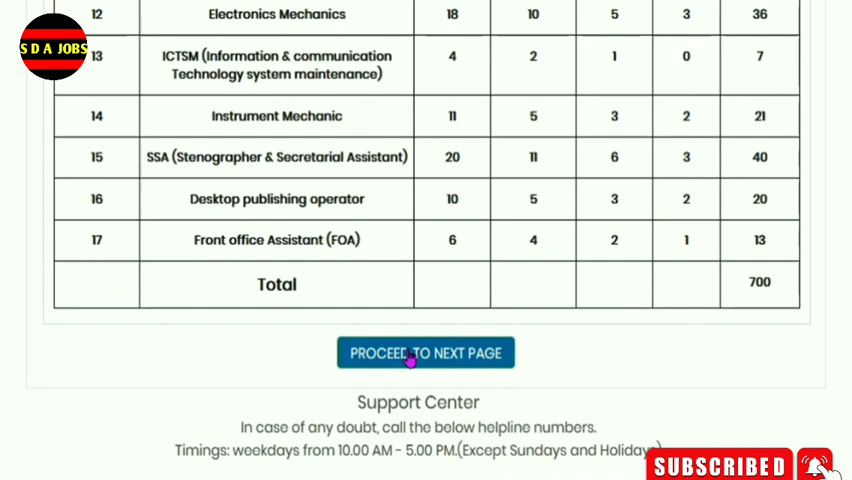 12 Electronics Mechanics 18 10 5 3 36
S D A JOBS
13 ICTSM (Information & communication Technology system maintenance) 4 2 1 0 7
14 Instrument Mechanic 11 5 3 2 21
15 SSA (Stenographer & Secretarial Assistant) 20 11 6 3 40
16 Desktop publishing operator 10 5 3 2 20
17 Front office Assistant (FOA) 6 4 2 1 13
Total 700
PROCEED TO NEXT PAGE
Support Center
In case of any doubt, call the below helpline numbers.
Timings: weekdays from 10.00 AM - 5.00 PM.(Except Sundays and Holidays)
SUBSCRIBED